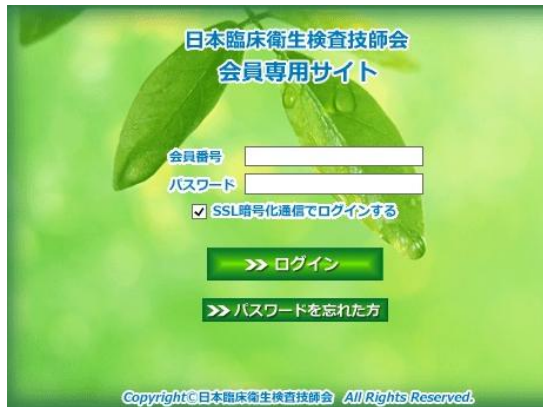 日本臨床衛生検査技師会
会員専用サイト
会員番号
パスワード
SSL暗号化通信でログインする
>> ログイン
>> パスワードを忘れた方
Copyright©日本臨床衛生検査技師会 All Rights Reserved.